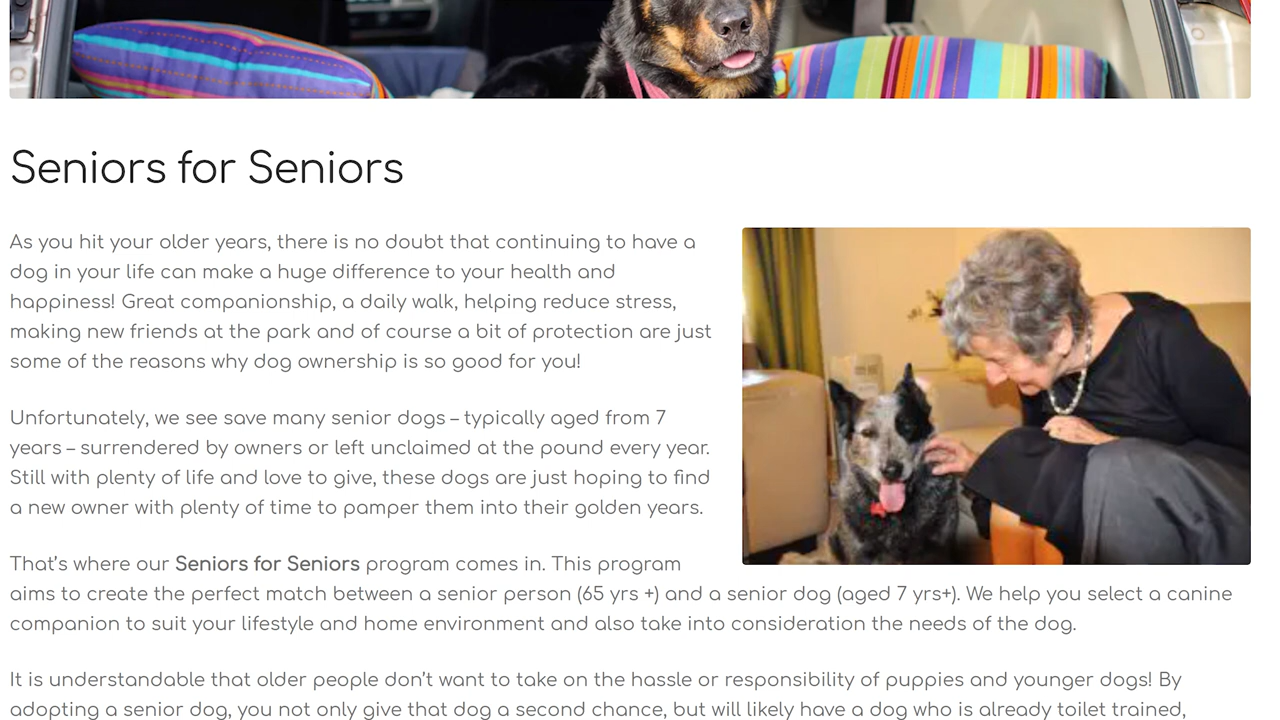 Seniors for Seniors
As you hit your older years, there is no doubt that continuing to have a
dog in your life can make a huge difference to your health and
happiness! Great companionship, a daily walk, helping reduce stress,
making new friends at the park and of course a bit of protection are just
some of the reasons why dog ownership is so good for you!
Unfortunately, we see save many senior dogs – typically aged from 7
years – surrendered by owners or left unclaimed at the pound every year.
Still with plenty of life and love to give, these dogs are just hoping to find
a new owner with plenty of time to pamper them into their golden years.
That’s where our Seniors for Seniors program comes in. This program
aims to create the perfect match between a senior person (65 yrs +) and a senior dog (aged 7 yrs+). We help you select a canine
companion to suit your lifestyle and home environment and also take into consideration the needs of the dog.
It is understandable that older people don’t want to take on the hassle or responsibility of puppies and younger dogs! By
adopting a senior dog, you not only give that dog a second chance, but will likely have a dog who is already toilet trained,